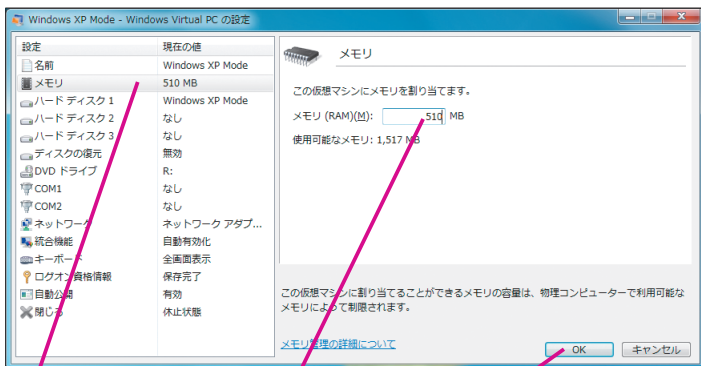 Windows XP Mode - Windows Virtual PC の設定
設定 現在の値
名前 Windows XP Mode
メモリ 510 MB
ハード ディスク 1 Windows XP Mode
ハード ディスク 2 なし
ハード ディスク 3 なし
ディスクの復元 無効
DVD ドライブ R:
COM1 なし
COM2 なし
ネットワーク ネットワーク アダプ...
統合機能 自動有効化
キーボード 全画面表示
ログオン資格情報 保存完了
自動公開 有効
閉じる 休止状態
メモリ
この仮想マシンにメモリを割り当てます。
メモリ (RAM)(M): 510 MB
使用可能なメモリ: 1,517 MB
この仮想マシンに割り当てることができるメモリの容量は、物理コンピューターで利用可能な
メモリによって制限されます。
メモリ管理の詳細について
OK キャンセル